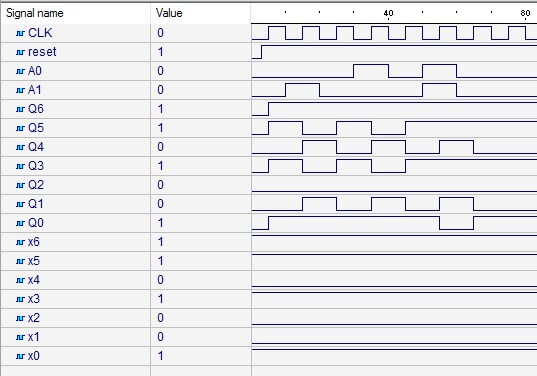 Signal name Value 40 80
CLK 0
reset 1
A0 0
A1 0
Q6 1
Q5 1
Q4 0
Q3 1
Q2 0
Q1 0
Q0 1
x6 1
x5 1
x4 0
x3 1
x2 0
x1 0
x0 1